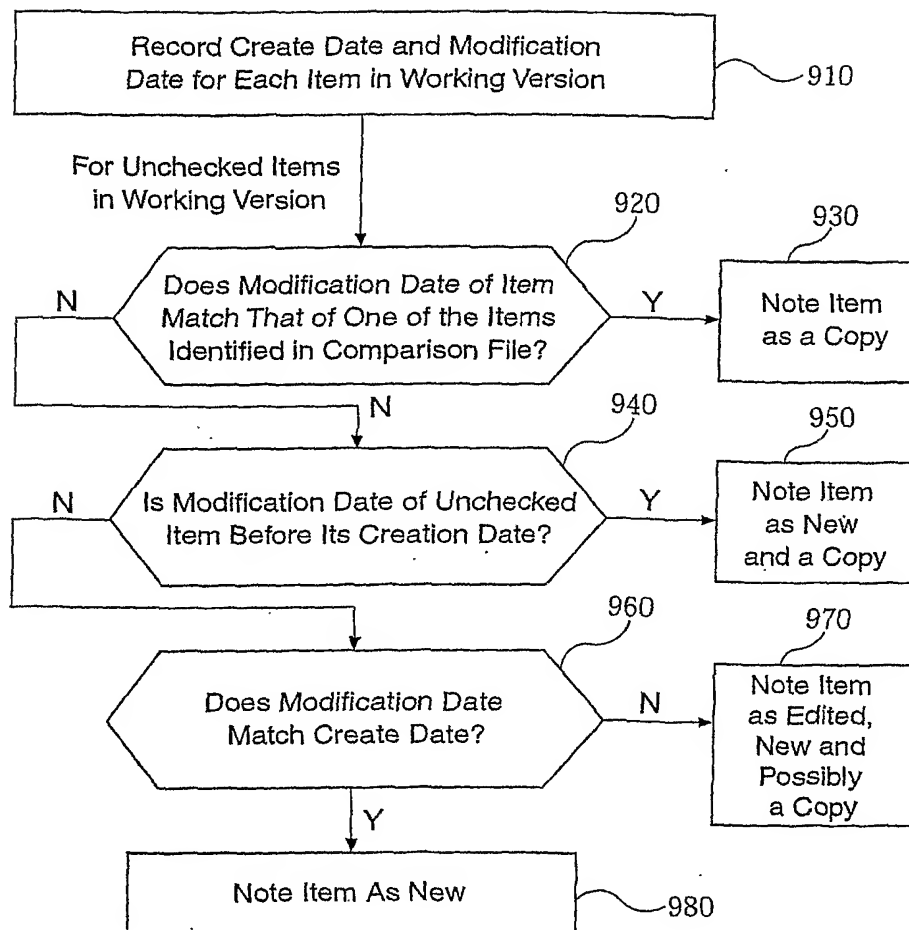 Record Create Date and Modification
Date for Each Item in Working Version
910
For Unchecked Items
in Working Version
920
930
Does Modification Date of Item
Match That of One of the Items
Identified in Comparison File?
N
Y
Note Item
as a Copy
N
940
950
Is Modification Date of Unchecked
Item Before Its Creation Date?
N
Y
Note Item
as New
and a Copy
960
970
Does Modification Date
Match Create Date?
N
Note Item
as Edited,
New and
Possibly
a Copy
Y
Note Item As New
980